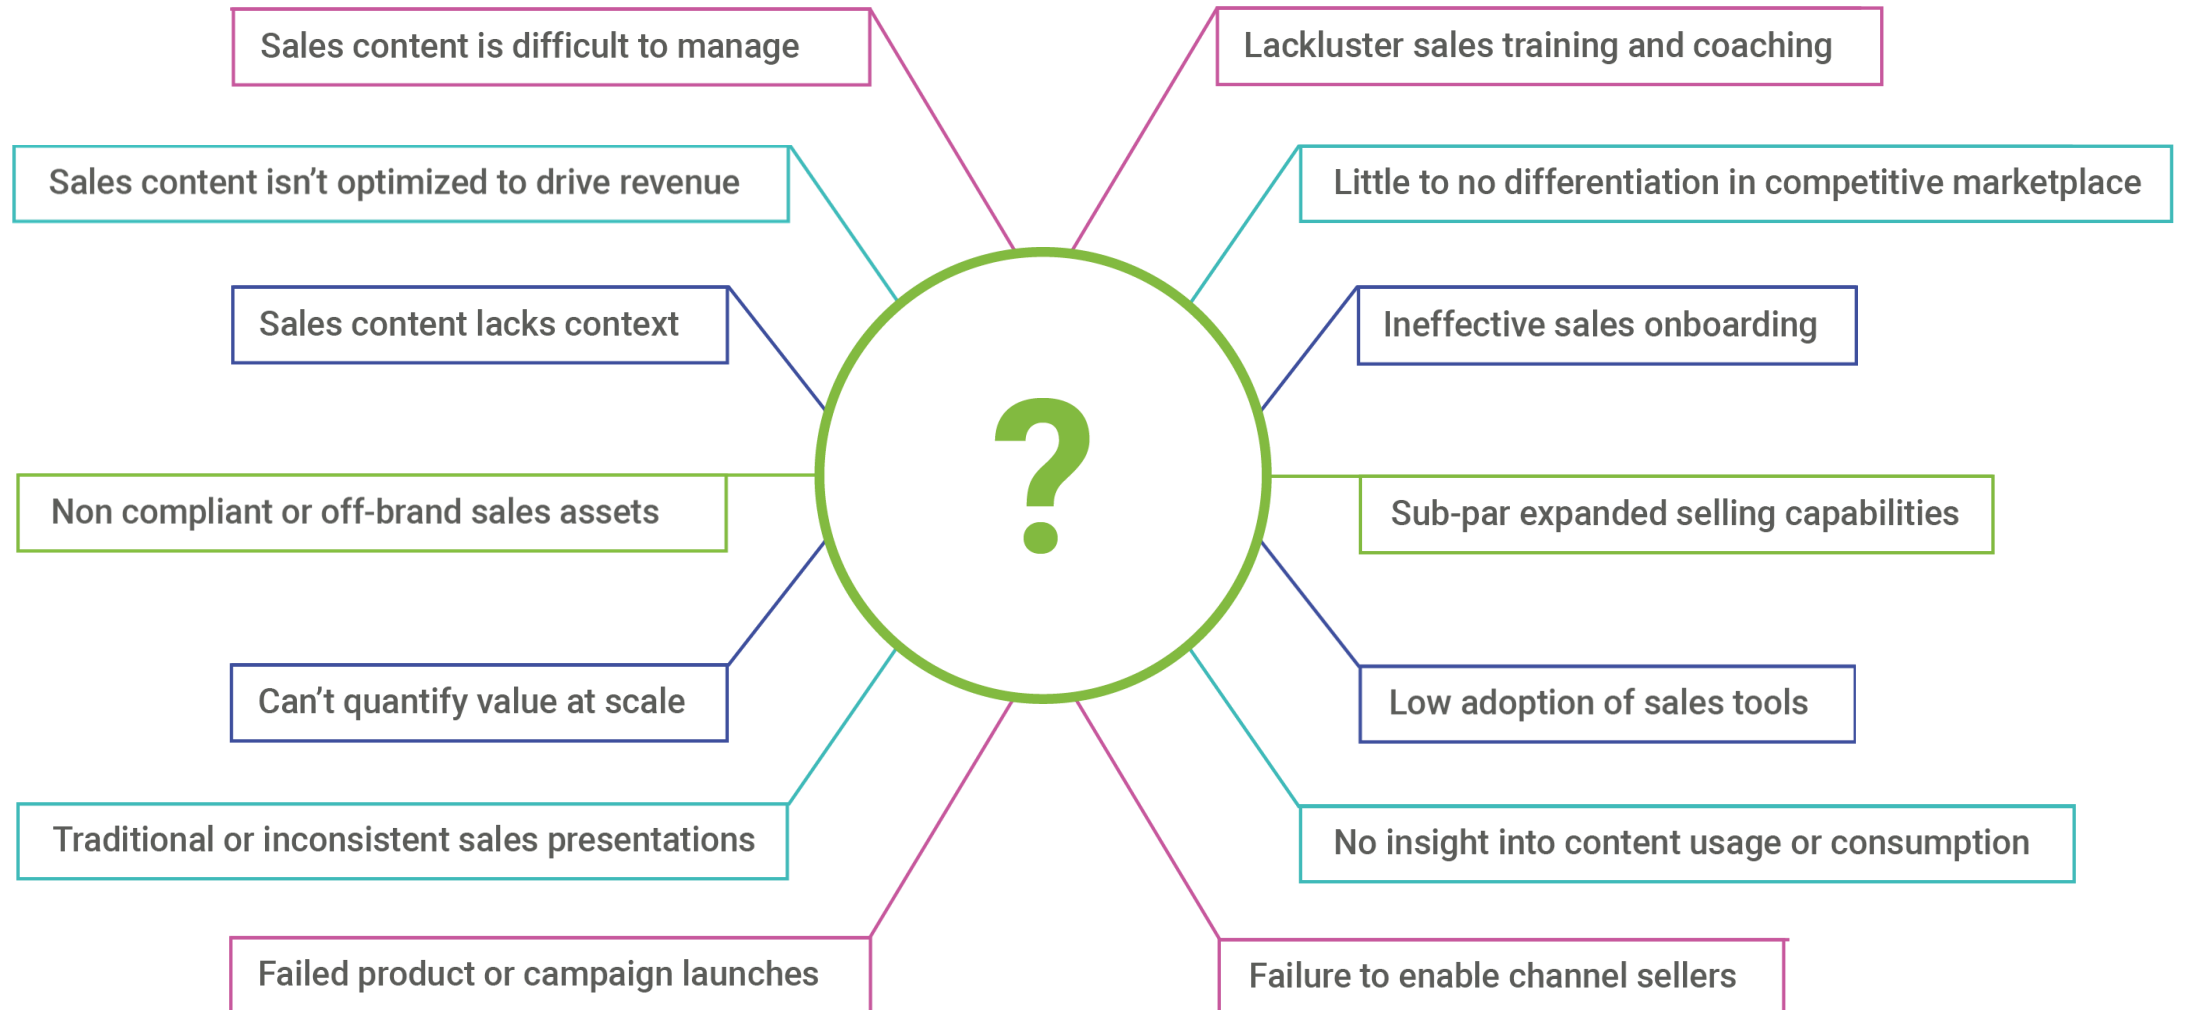 Sales content is difficult to manage
Sales content isn’t optimized to drive revenue
Sales content lacks context
Non compliant or off-brand sales assets
Can’t quantify value at scale
Traditional or inconsistent sales presentations
Failed product or campaign launches
?
Lackluster sales training and coaching
Little to no differentiation in competitive marketplace
Ineffective sales onboarding
Sub-par expanded selling capabilities
Low adoption of sales tools
No insight into content usage or consumption
Failure to enable channel sellers